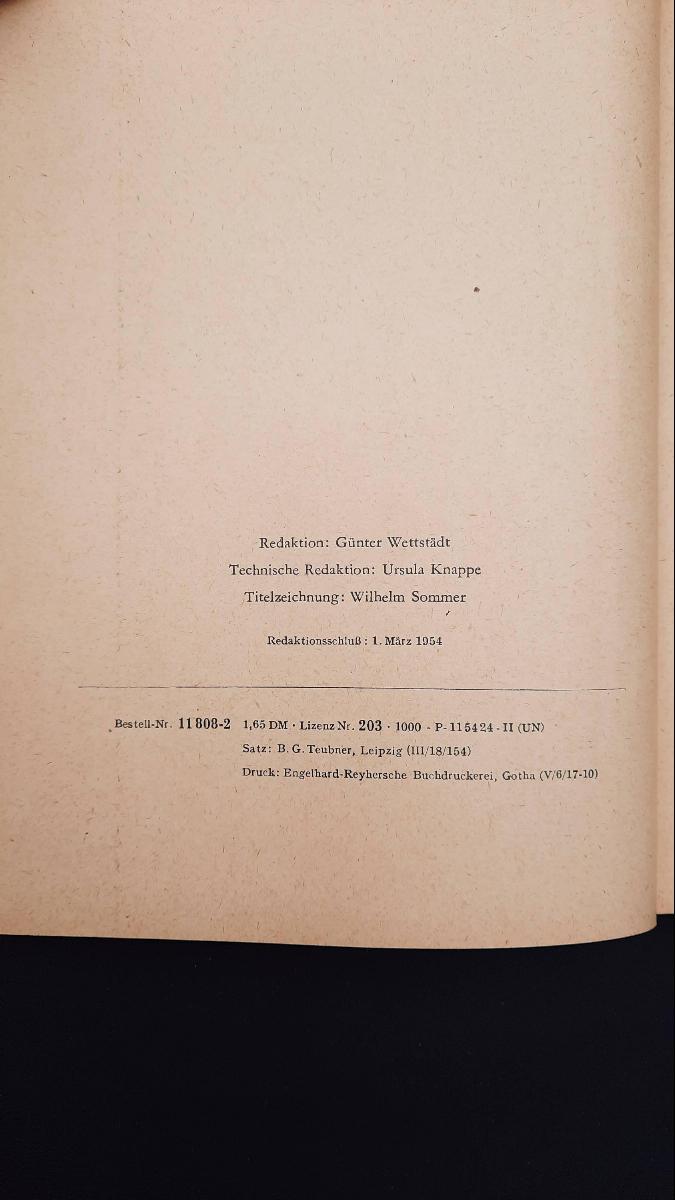 Redaktion: Günter Wettstädt
Technische Redaktion: Ursula Knappe
Titelzeichnung: Wilhelm Sommer
Redaktionsschluß: 1. März 1954
Bestell-Nr. 11808-2 1,65 DM · Lizenz Nr. 203 · 1000 - P-115424-II (UN)
Satz: B. G. Teubner, Leipzig (III/18/154)
Druck: Engelhard-Reyhersche Buchdruckerei, Gotha (V/6/17-10)